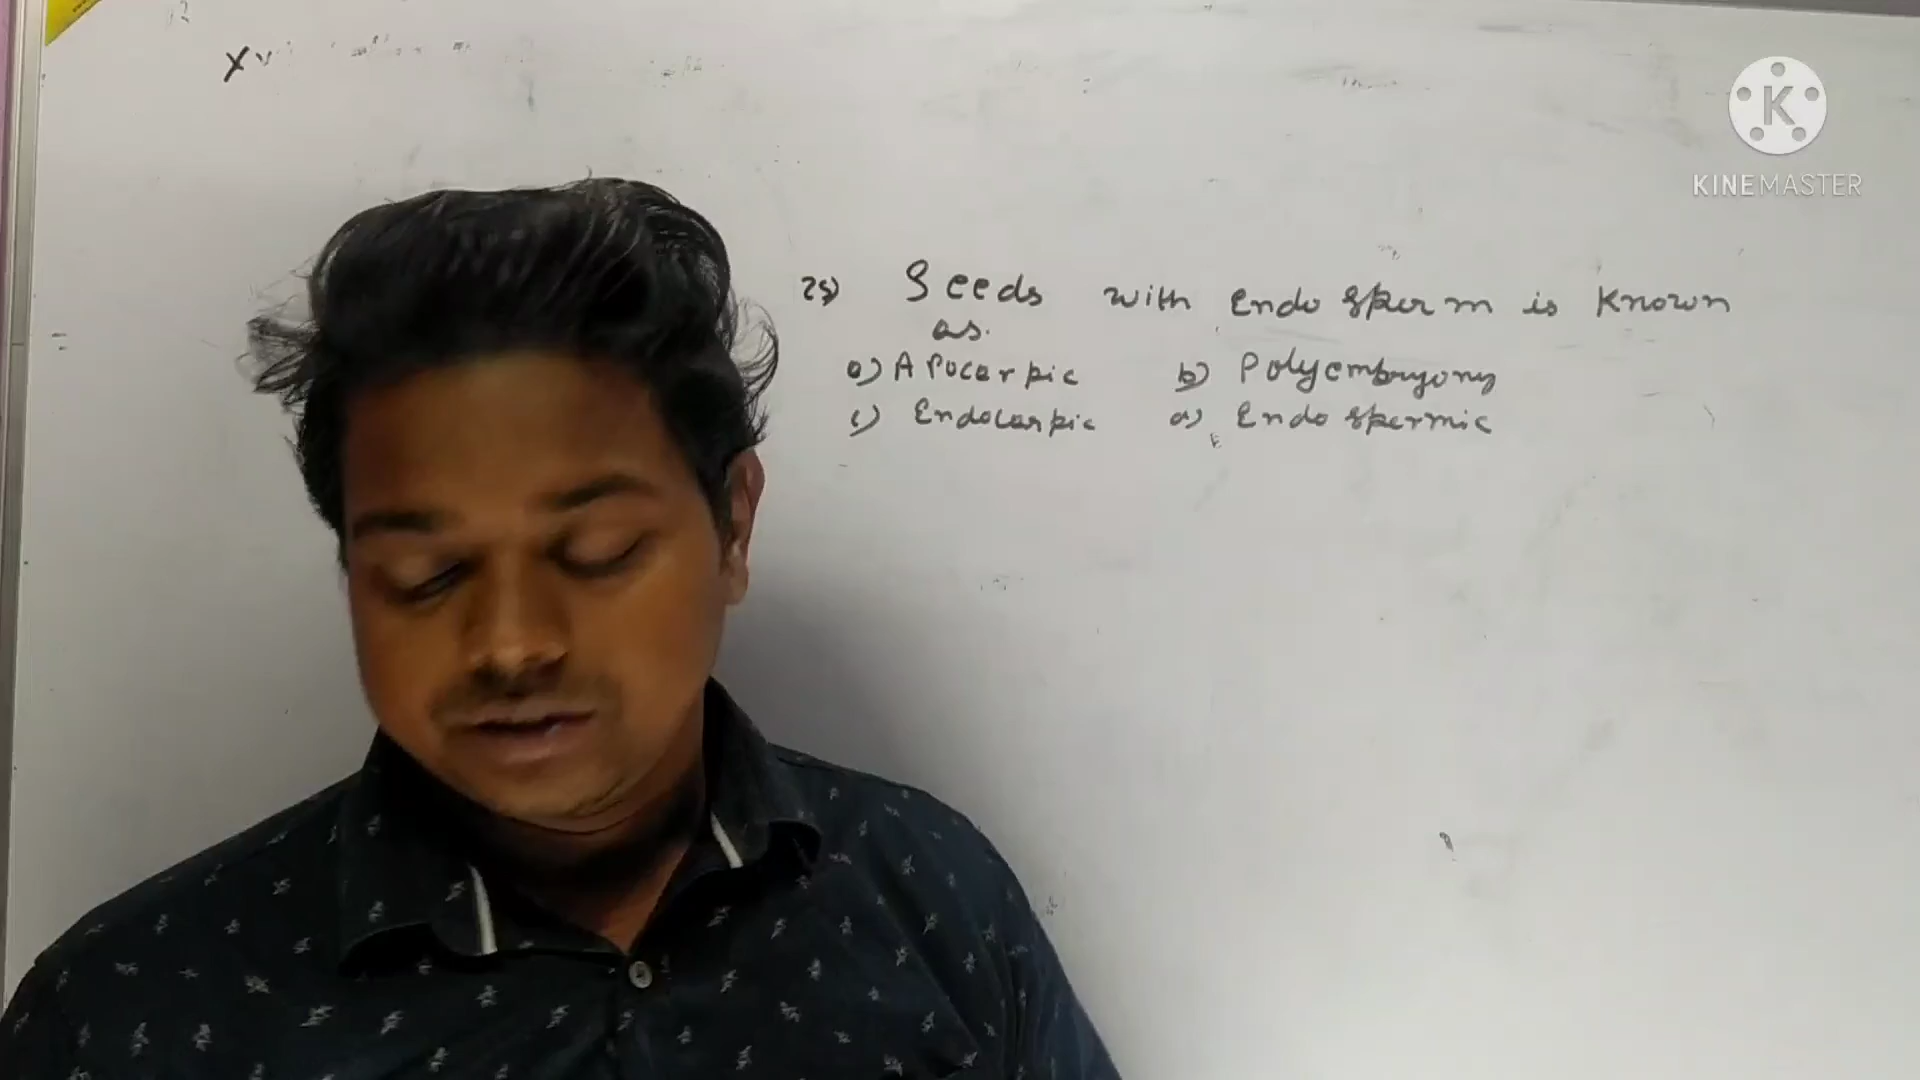 25) Seeds with Endosperm is known
as.
a) Apocarpic b) Polyembryony
c) Endocarpic d) Endospermic
K
KINEMASTER